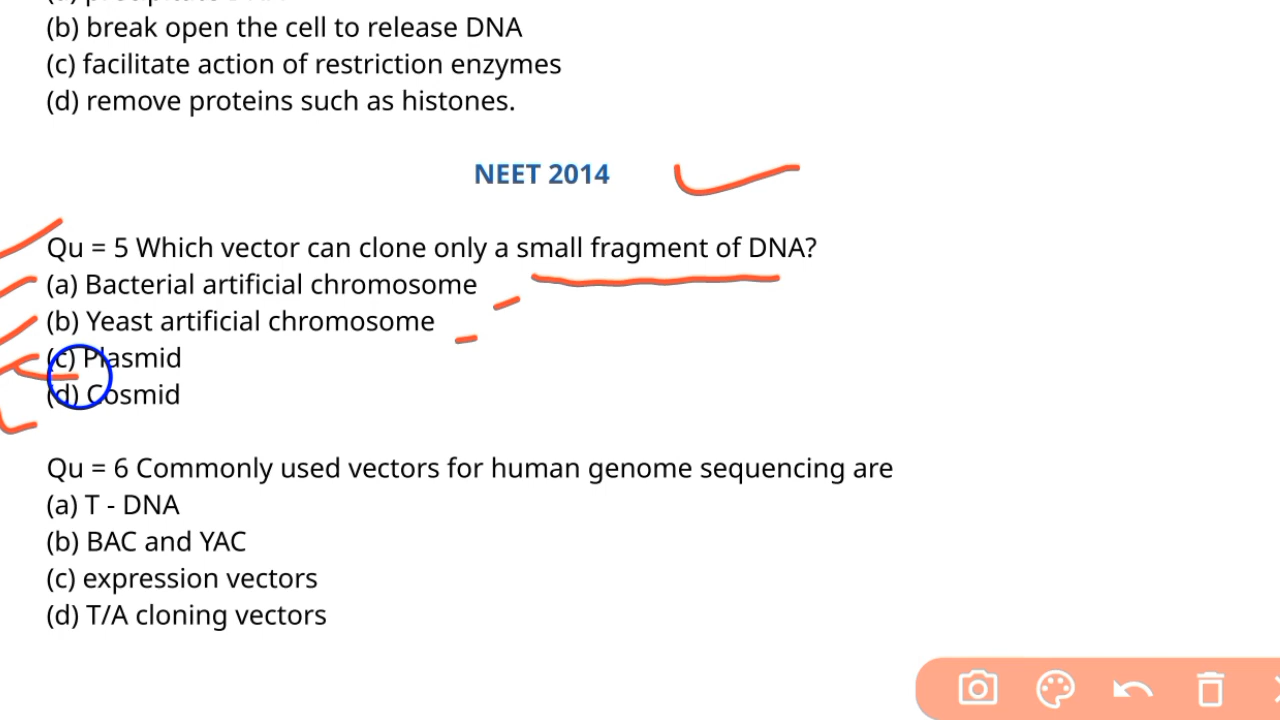 (b) break open the cell to release DNA
(c) facilitate action of restriction enzymes
(d) remove proteins such as histones.
NEET 2014
Qu = 5 Which vector can clone only a small fragment of DNA?
(a) Bacterial artificial chromosome
(b) Yeast artificial chromosome
(c) Plasmid
(d) Cosmid
Qu = 6 Commonly used vectors for human genome sequencing are
(a) T - DNA
(b) BAC and YAC
(c) expression vectors
(d) T/A cloning vectors